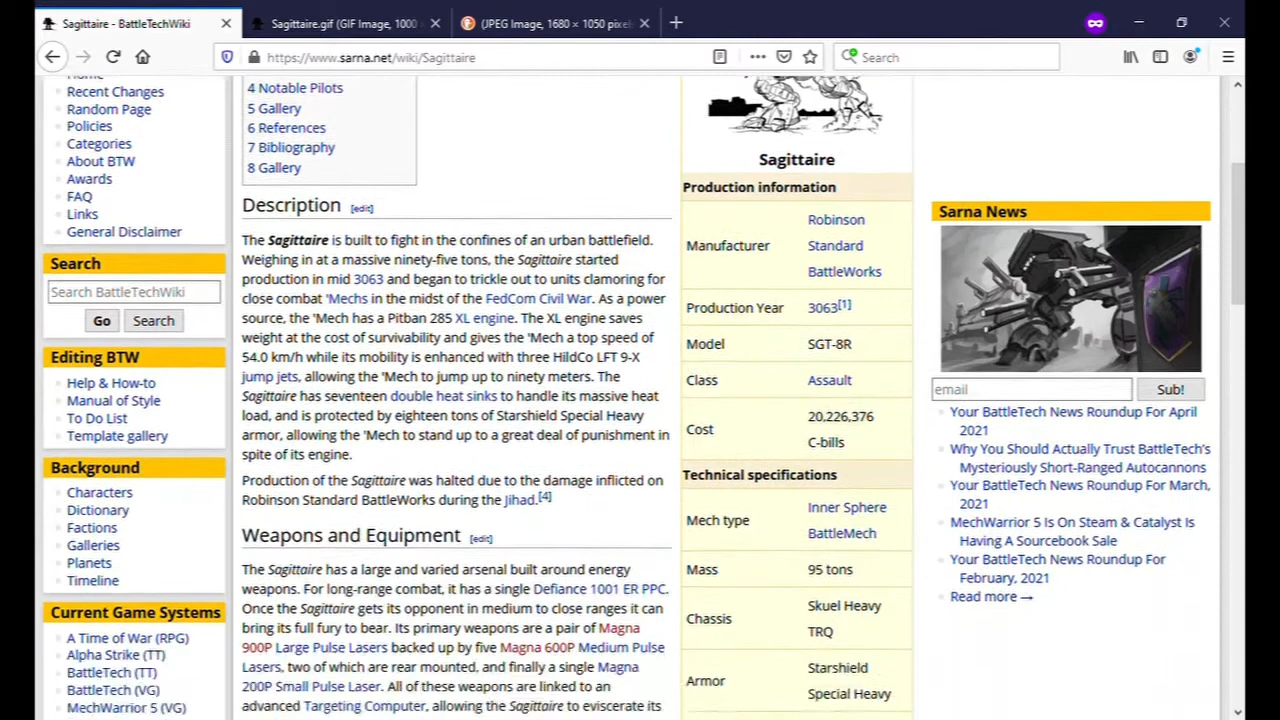 Sagittaire - BattleTechWiki
Sagittaire.gif (GIF Image, 1000
(JPEG Image, 1680 × 1050 pixel
https://www.sarna.net/wiki/Sagittaire
Search
Home
Recent Changes
Random Page
Policies
Categories
About BTW
Awards
FAQ
Links
General Disclaimer
Search
Search BattleTechWiki
Go
Search
Editing BTW
Help & How-to
Manual of Style
To Do List
Template gallery
Background
Characters
Dictionary
Factions
Galleries
Planets
Timeline
Current Game Systems
A Time of War (RPG)
Alpha Strike (TT)
BattleTech (TT)
BattleTech (VG)
MechWarrior 5 (VG)
4 Notable Pilots
5 Gallery
6 References
7 Bibliography
8 Gallery
Description [edit]
The Sagittaire is built to fight in the confines of an urban battlefield.
Weighing in at a massive ninety-five tons, the Sagittaire started
production in mid 3063 and began to trickle out to units clamoring for
close combat 'Mechs in the midst of the FedCom Civil War. As a power
source, the 'Mech has a Pitban 285 XL engine. The XL engine saves
weight at the cost of survivability and gives the 'Mech a top speed of
54.0 km/h while its mobility is enhanced with three HildCo LFT 9-X
jump jets, allowing the 'Mech to jump up to ninety meters. The
Sagittaire has seventeen double heat sinks to handle its massive heat
load, and is protected by eighteen tons of Starshield Special Heavy
armor, allowing the 'Mech to stand up to a great deal of punishment in
spite of its engine.
Production of the Sagittaire was halted due to the damage inflicted on
Robinson Standard BattleWorks during the Jihad.[4]
Weapons and Equipment [edit]
The Sagittaire has a large and varied arsenal built around energy
weapons. For long-range combat, it has a single Defiance 1001 ER PPC.
Once the Sagittaire gets its opponent in medium to close ranges it can
bring its full fury to bear. Its primary weapons are a pair of Magna
900P Large Pulse Lasers backed up by five Magna 600P Medium Pulse
Lasers, two of which are rear mounted, and finally a single Magna
200P Small Pulse Laser. All of these weapons are linked to an
advanced Targeting Computer, allowing the Sagittaire to eviscerate its
Sagittaire
Production information
Manufacturer
Robinson
Standard
BattleWorks
Production Year 3063[1]
Model SGT-8R
Class Assault
Cost
20,226,376
C-bills
Technical specifications
Mech type
Inner Sphere
BattleMech
Mass 95 tons
Chassis
Skuel Heavy
TRQ
Armor
Starshield
Special Heavy
Sarna News
email
Sub!
Your BattleTech News Roundup For April
2021
Why You Should Actually Trust BattleTech's
Mysteriously Short-Ranged Autocannons
Your BattleTech News Roundup For March,
2021
MechWarrior 5 Is On Steam & Catalyst Is
Having A Sourcebook Sale
Your BattleTech News Roundup For
February, 2021
Read more →